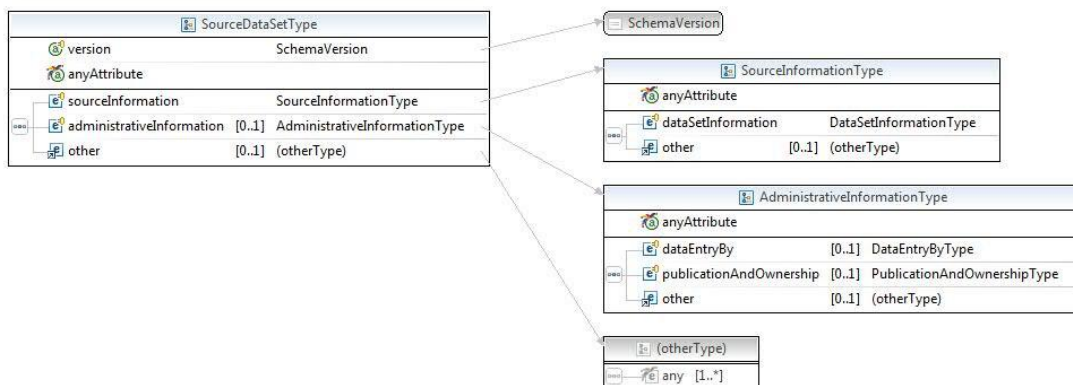 SourceDataSetType
version SchemaVersion
anyAttribute
sourceInformation SourceInformationType
administrativeInformation [0..1] AdministrativeInformationType
other [0..1] (otherType)
SchemaVersion
SourceInformationType
anyAttribute
dataSetInformation DataSetInformationType
other [0..1] (otherType)
AdministrativeInformationType
anyAttribute
dataEntryBy [0..1] DataEntryByType
publicationAndOwnership [0..1] PublicationAndOwnershipType
other [0..1] (otherType)
(otherType)
any [1..*]